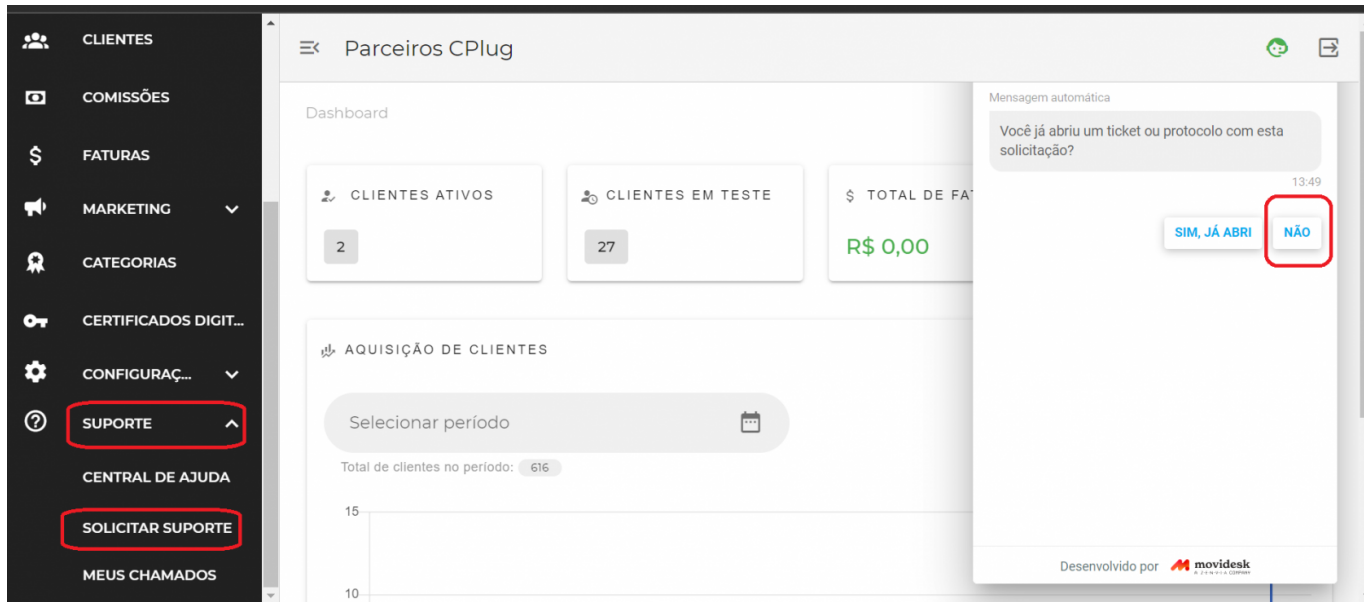 CLIENTES
COMISSÕES
FATURAS
MARKETING
CATEGORIAS
CERTIFICADOS DIGIT...
CONFIGURAÇ...
SUPORTE
CENTRAL DE AJUDA
SOLICITAR SUPORTE
MEUS CHAMADOS
Parceiros CPlug
Dashboard
CLIENTES ATIVOS
2
CLIENTES EM TESTE
27
$ TOTAL DE FA
R$ 0,00
AQUISIÇÃO DE CLIENTES
Selecionar período
Total de clientes no período: 616
15
10
Mensagem automática
Você já abriu um ticket ou protocolo com esta
solicitação?
13:49
SIM, JÁ ABRI
NÃO
Desenvolvido por movidesk